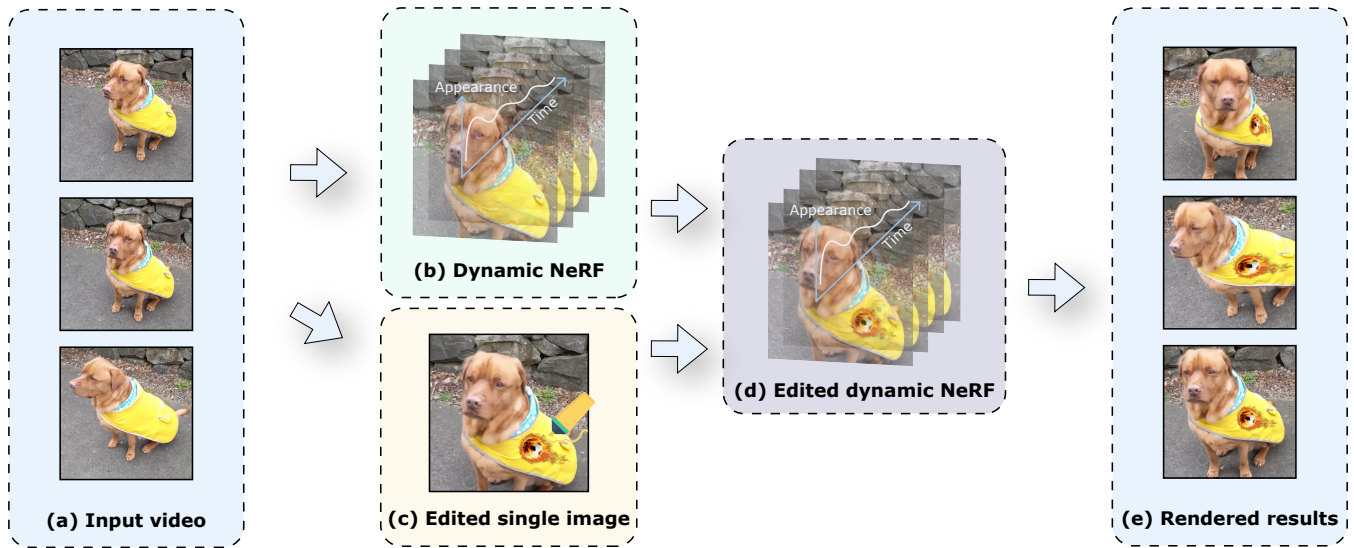 (a) Input video
Appearance
Time
(b) Dynamic NeRF
(c) Edited single image
Appearance
Time
(d) Edited dynamic NeRF
(e) Rendered results